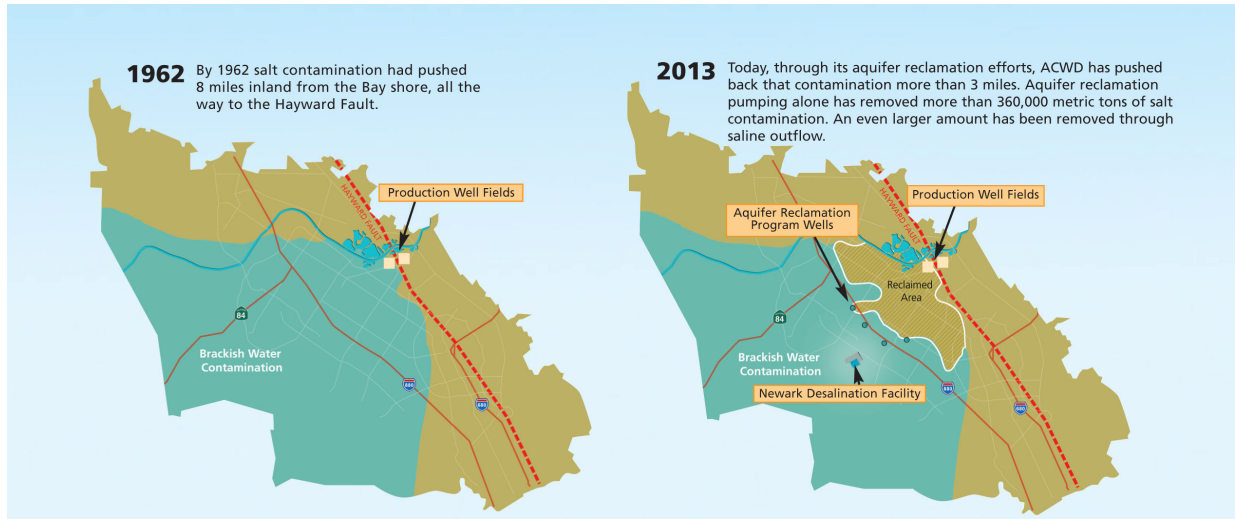 1962
By 1962 salt contamination had pushed
8 miles inland from the Bay shore, all the
way to the Hayward Fault.
Production Well Fields
HAYWARD FAULT
84
Brackish Water
Contamination
880
680
2013
Today, through its aquifer reclamation efforts, ACWD has pushed
back that contamination more than 3 miles. Aquifer reclamation
pumping alone has removed more than 360,000 metric tons of salt
contamination. An even larger amount has been removed through
saline outflow.
Production Well Fields
Aquifer Reclamation
Program Wells
HAYWARD FAULT
Reclaimed
Area
84
Brackish Water
Contamination
Newark Desalination Facility
880
680